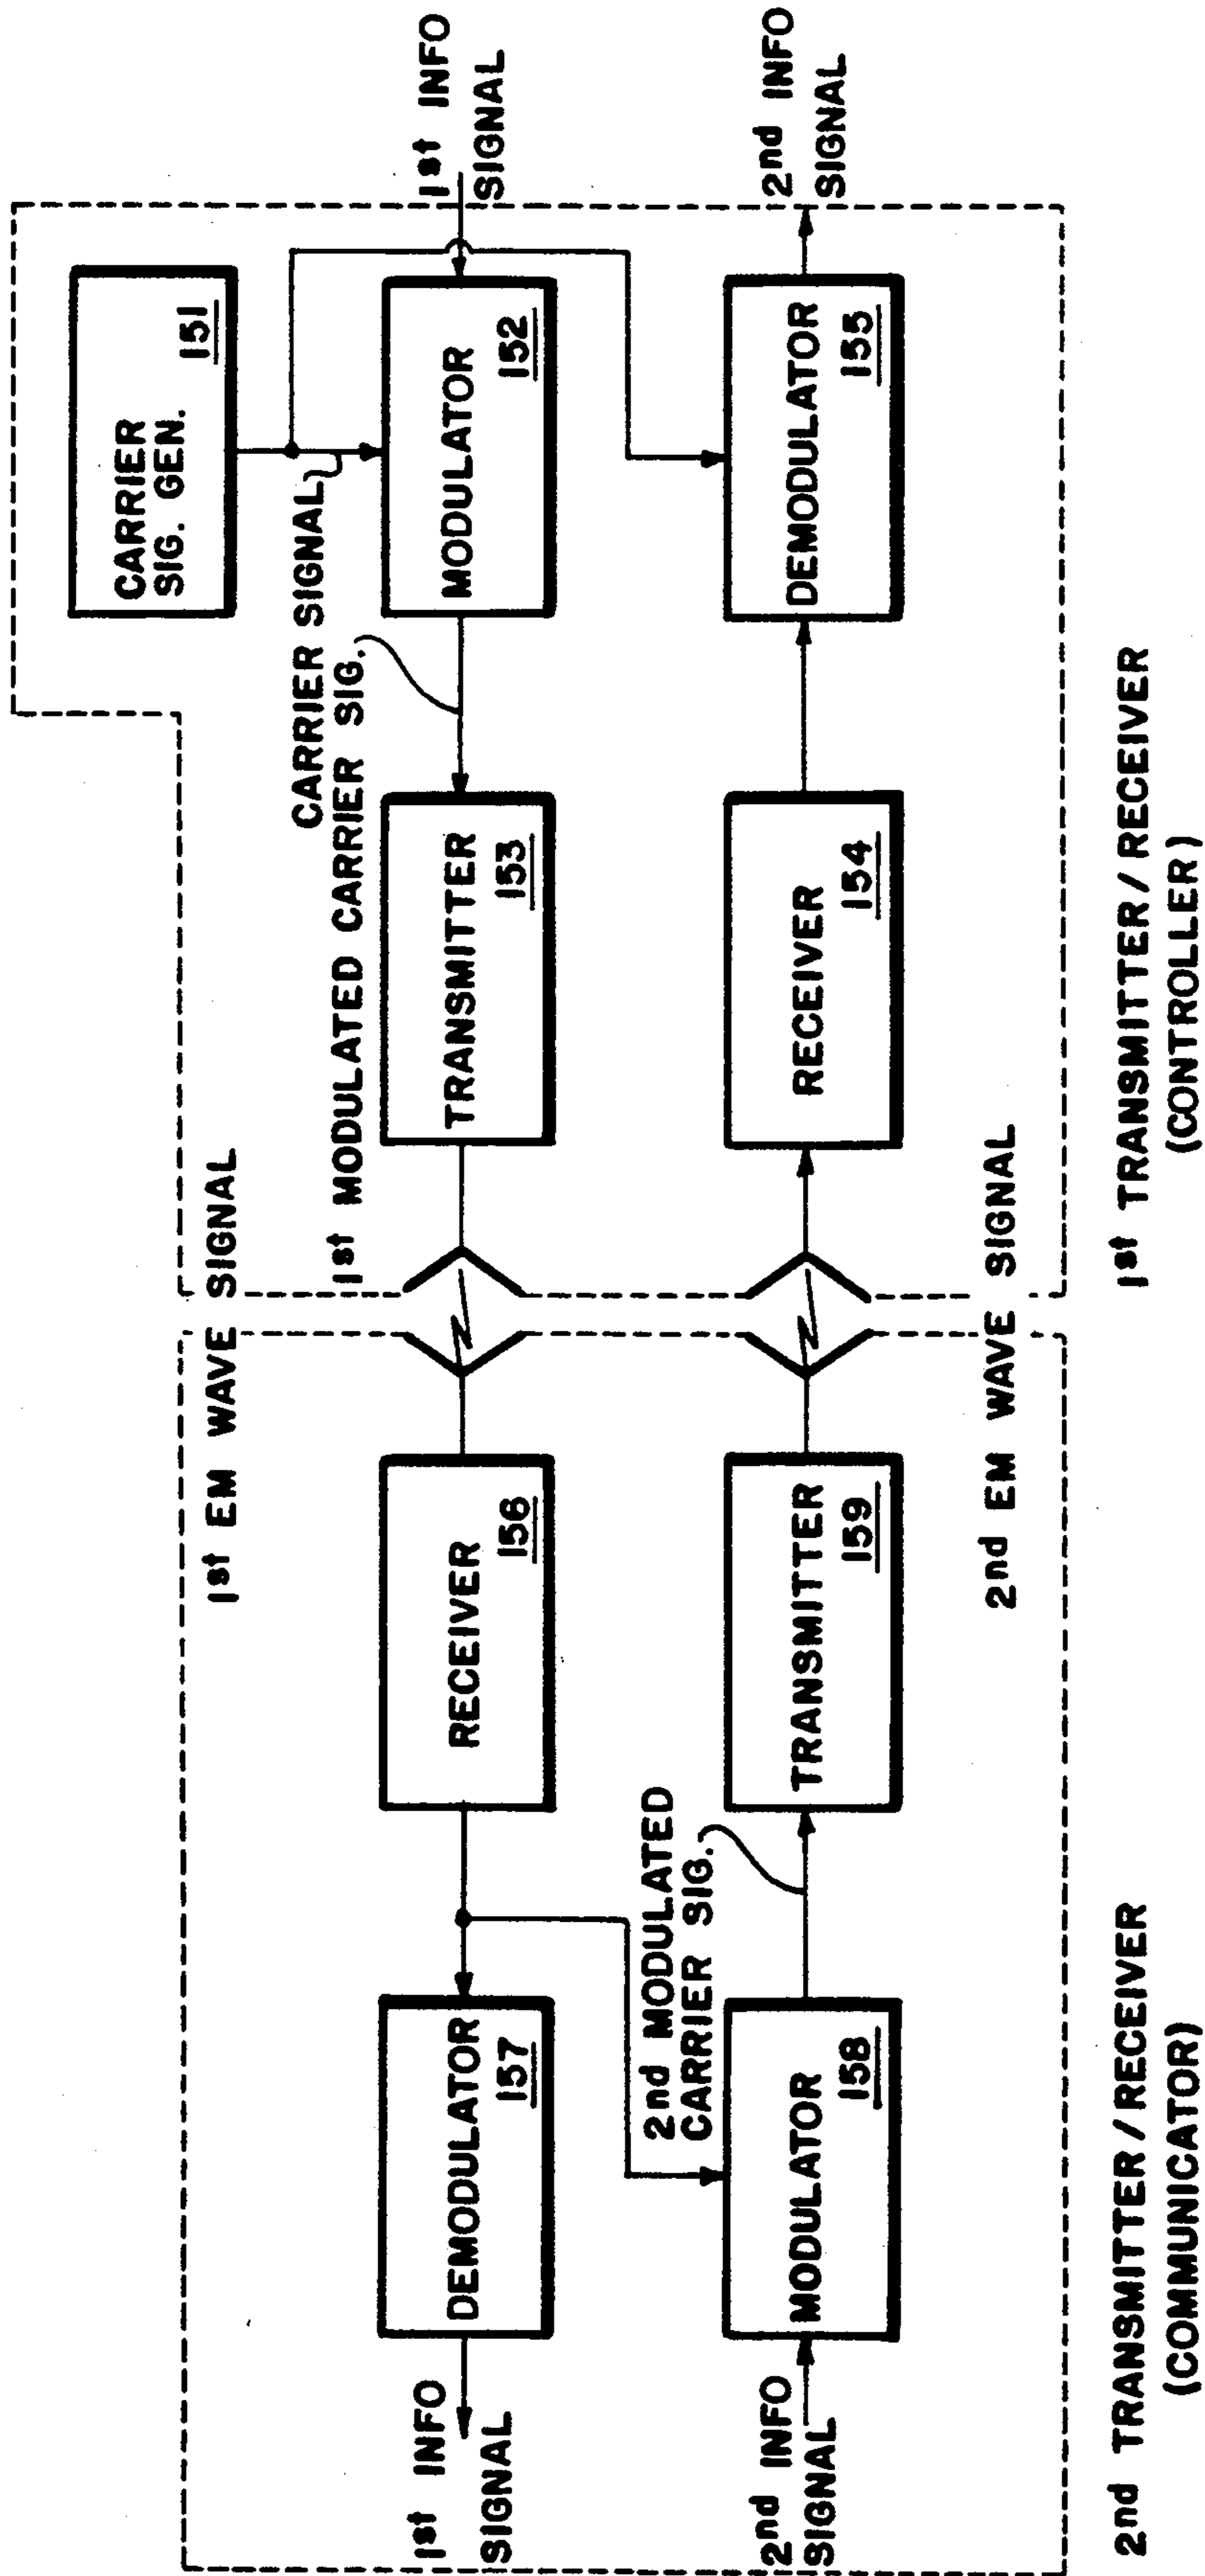 CARRIER
SIG. GEN.
151
CARRIER SIGNAL
1st MODULATED CARRIER SIG.
1st EM WAVE SIGNAL
1st INFO
SIGNAL
DEMODULATOR
157
RECEIVER
156
TRANSMITTER
153
MODULATOR
152
1st INFO
SIGNAL
2nd MODULATED
CARRIER SIG.
2nd INFO
SIGNAL
MODULATOR
158
TRANSMITTER
159
RECEIVER
154
DEMODULATOR
155
2nd INFO
SIGNAL
2nd EM WAVE SIGNAL
2nd TRANSMITTER/RECEIVER
(COMMUNICATOR)
1st TRANSMITTER/RECEIVER
(CONTROLLER)